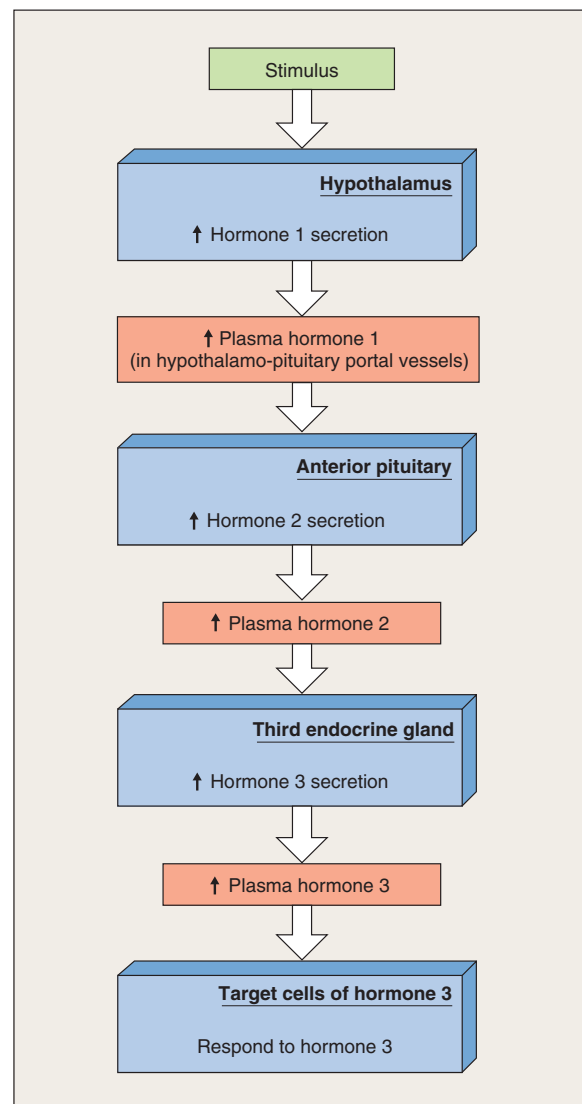 Stimulus
Hypothalamus
↑ Hormone 1 secretion
↑ Plasma hormone 1
(in hypothalamo-pituitary portal vessels)
Anterior pituitary
↑ Hormone 2 secretion
↑ Plasma hormone 2
Third endocrine gland
↑ Hormone 3 secretion
↑ Plasma hormone 3
Target cells of hormone 3
Respond to hormone 3